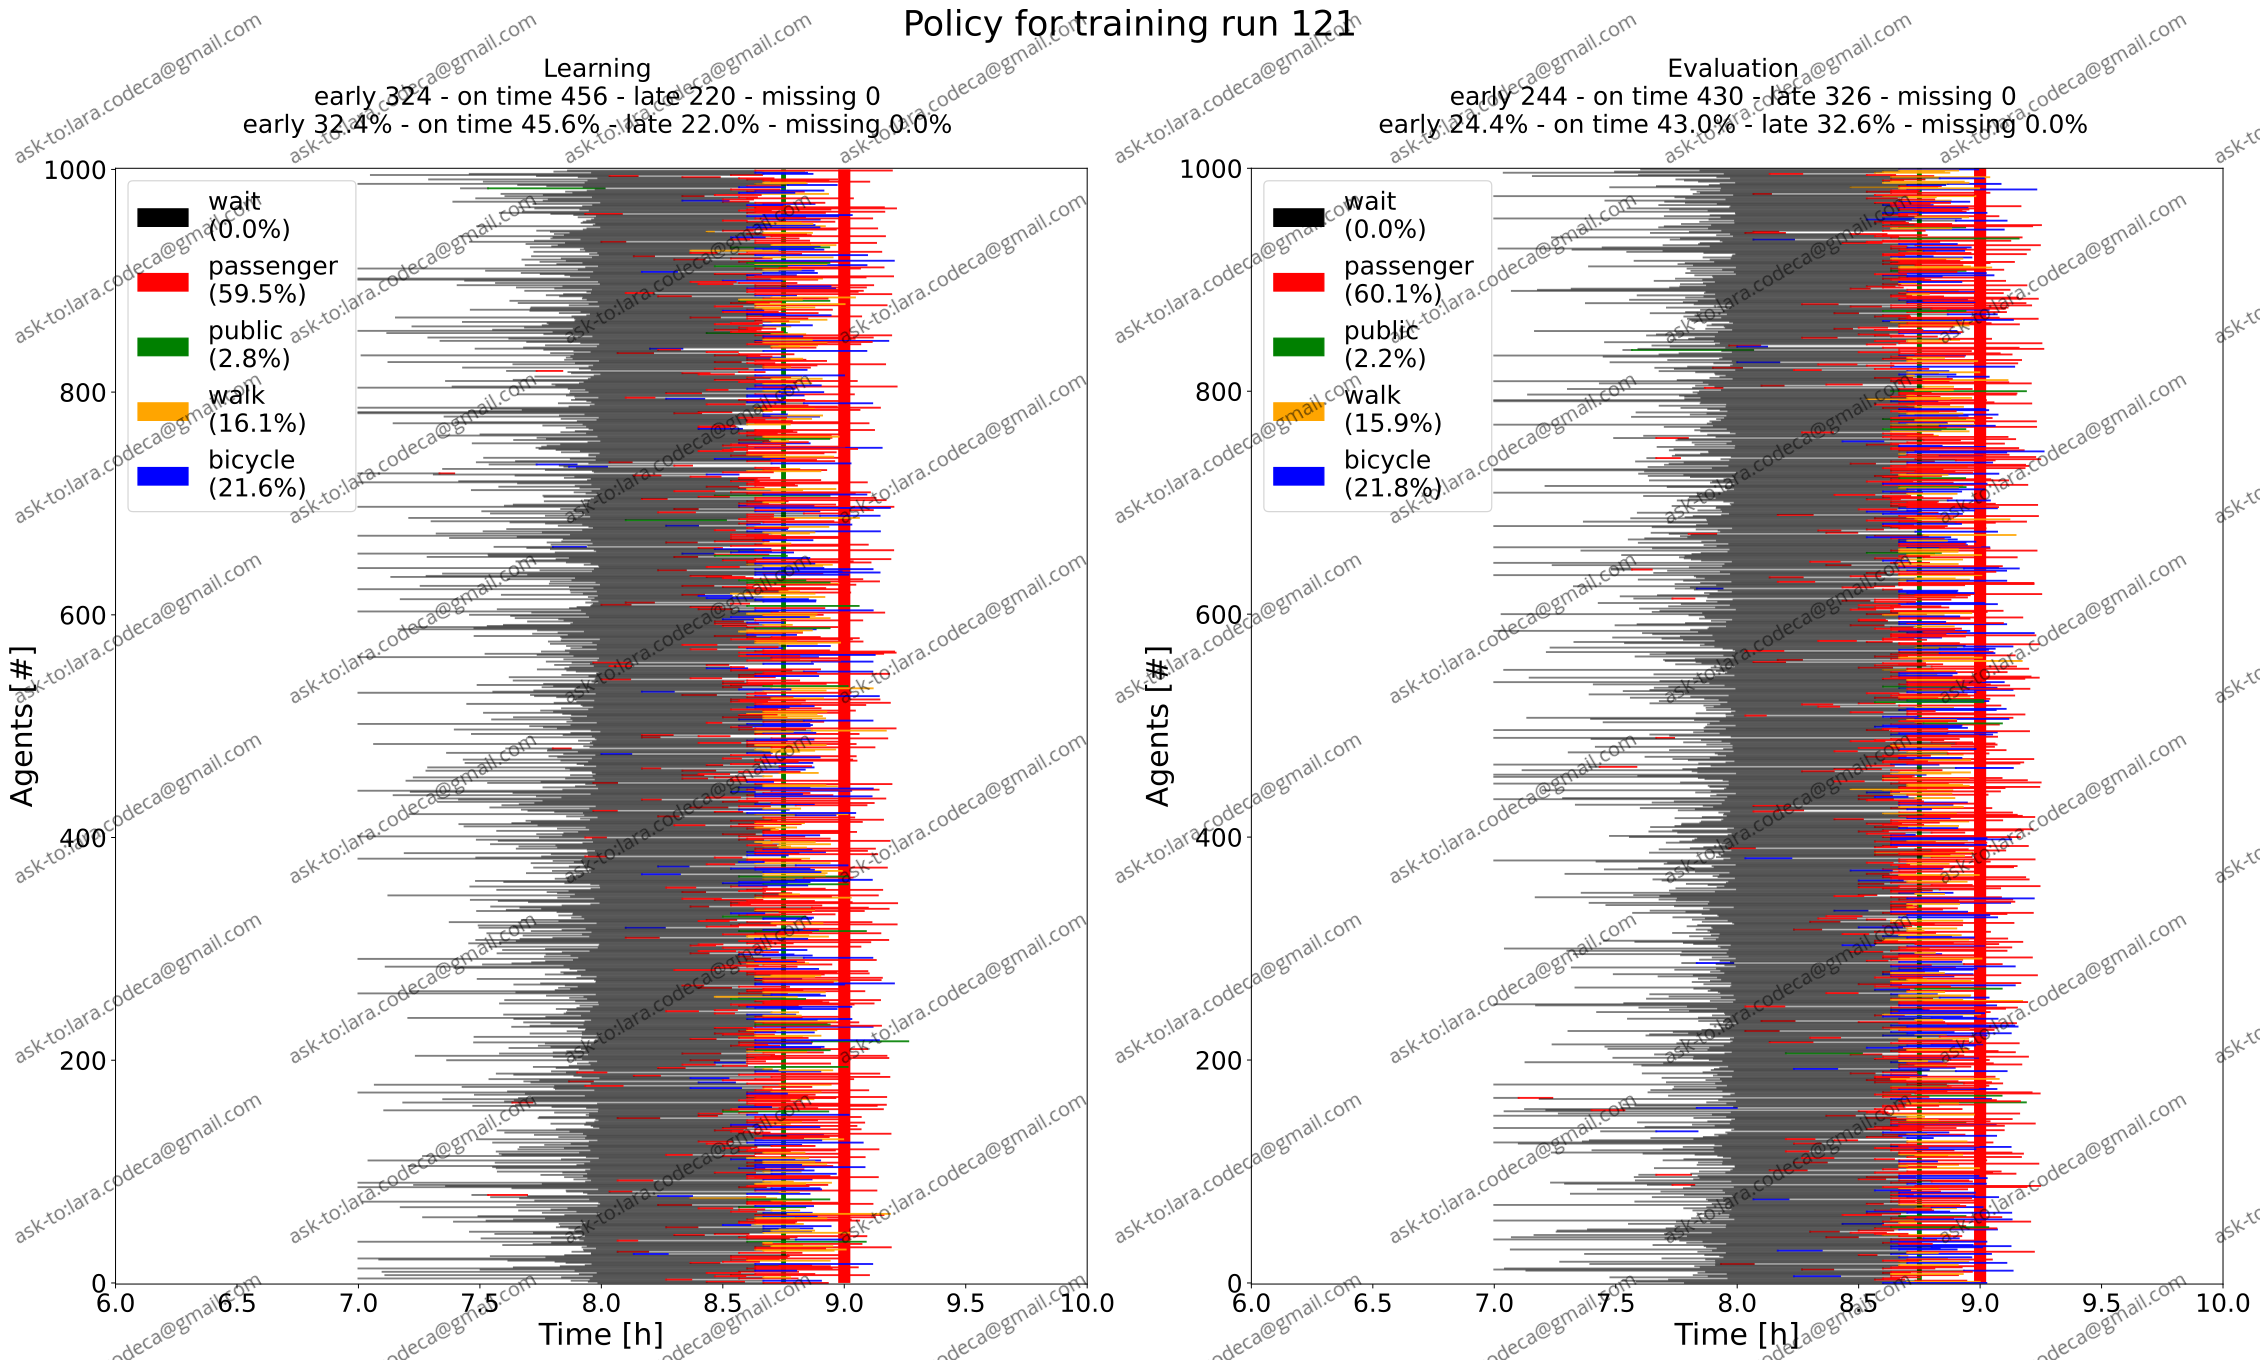 Policy for training run 121
Learning
early 324 - on time 456 - late 220 - missing 0
early 32.4% - on time 45.6% - late 22.0% - missing 0.0%
1000
800
600
400
200
0
Agents [#]
wait
(0.0%)
passenger
(59.5%)
public
(2.8%)
walk
(16.1%)
bicycle
(21.6%)
6.0 6.5 7.0 7.5 8.0 8.5 9.0 9.5 10.0
Time [h]
Evaluation
early 244 - on time 430 - late 326 - missing 0
early 24.4% - on time 43.0% - late 32.6% - missing 0.0%
1000
800
600
400
200
0
Agents [#]
wait
(0.0%)
passenger
(60.1%)
public
(2.2%)
walk
(15.9%)
bicycle
(21.8%)
6.0 6.5 7.0 7.5 8.0 8.5 9.0 9.5 10.0
Time [h]
ask-to:lara.codeca@gmail.com